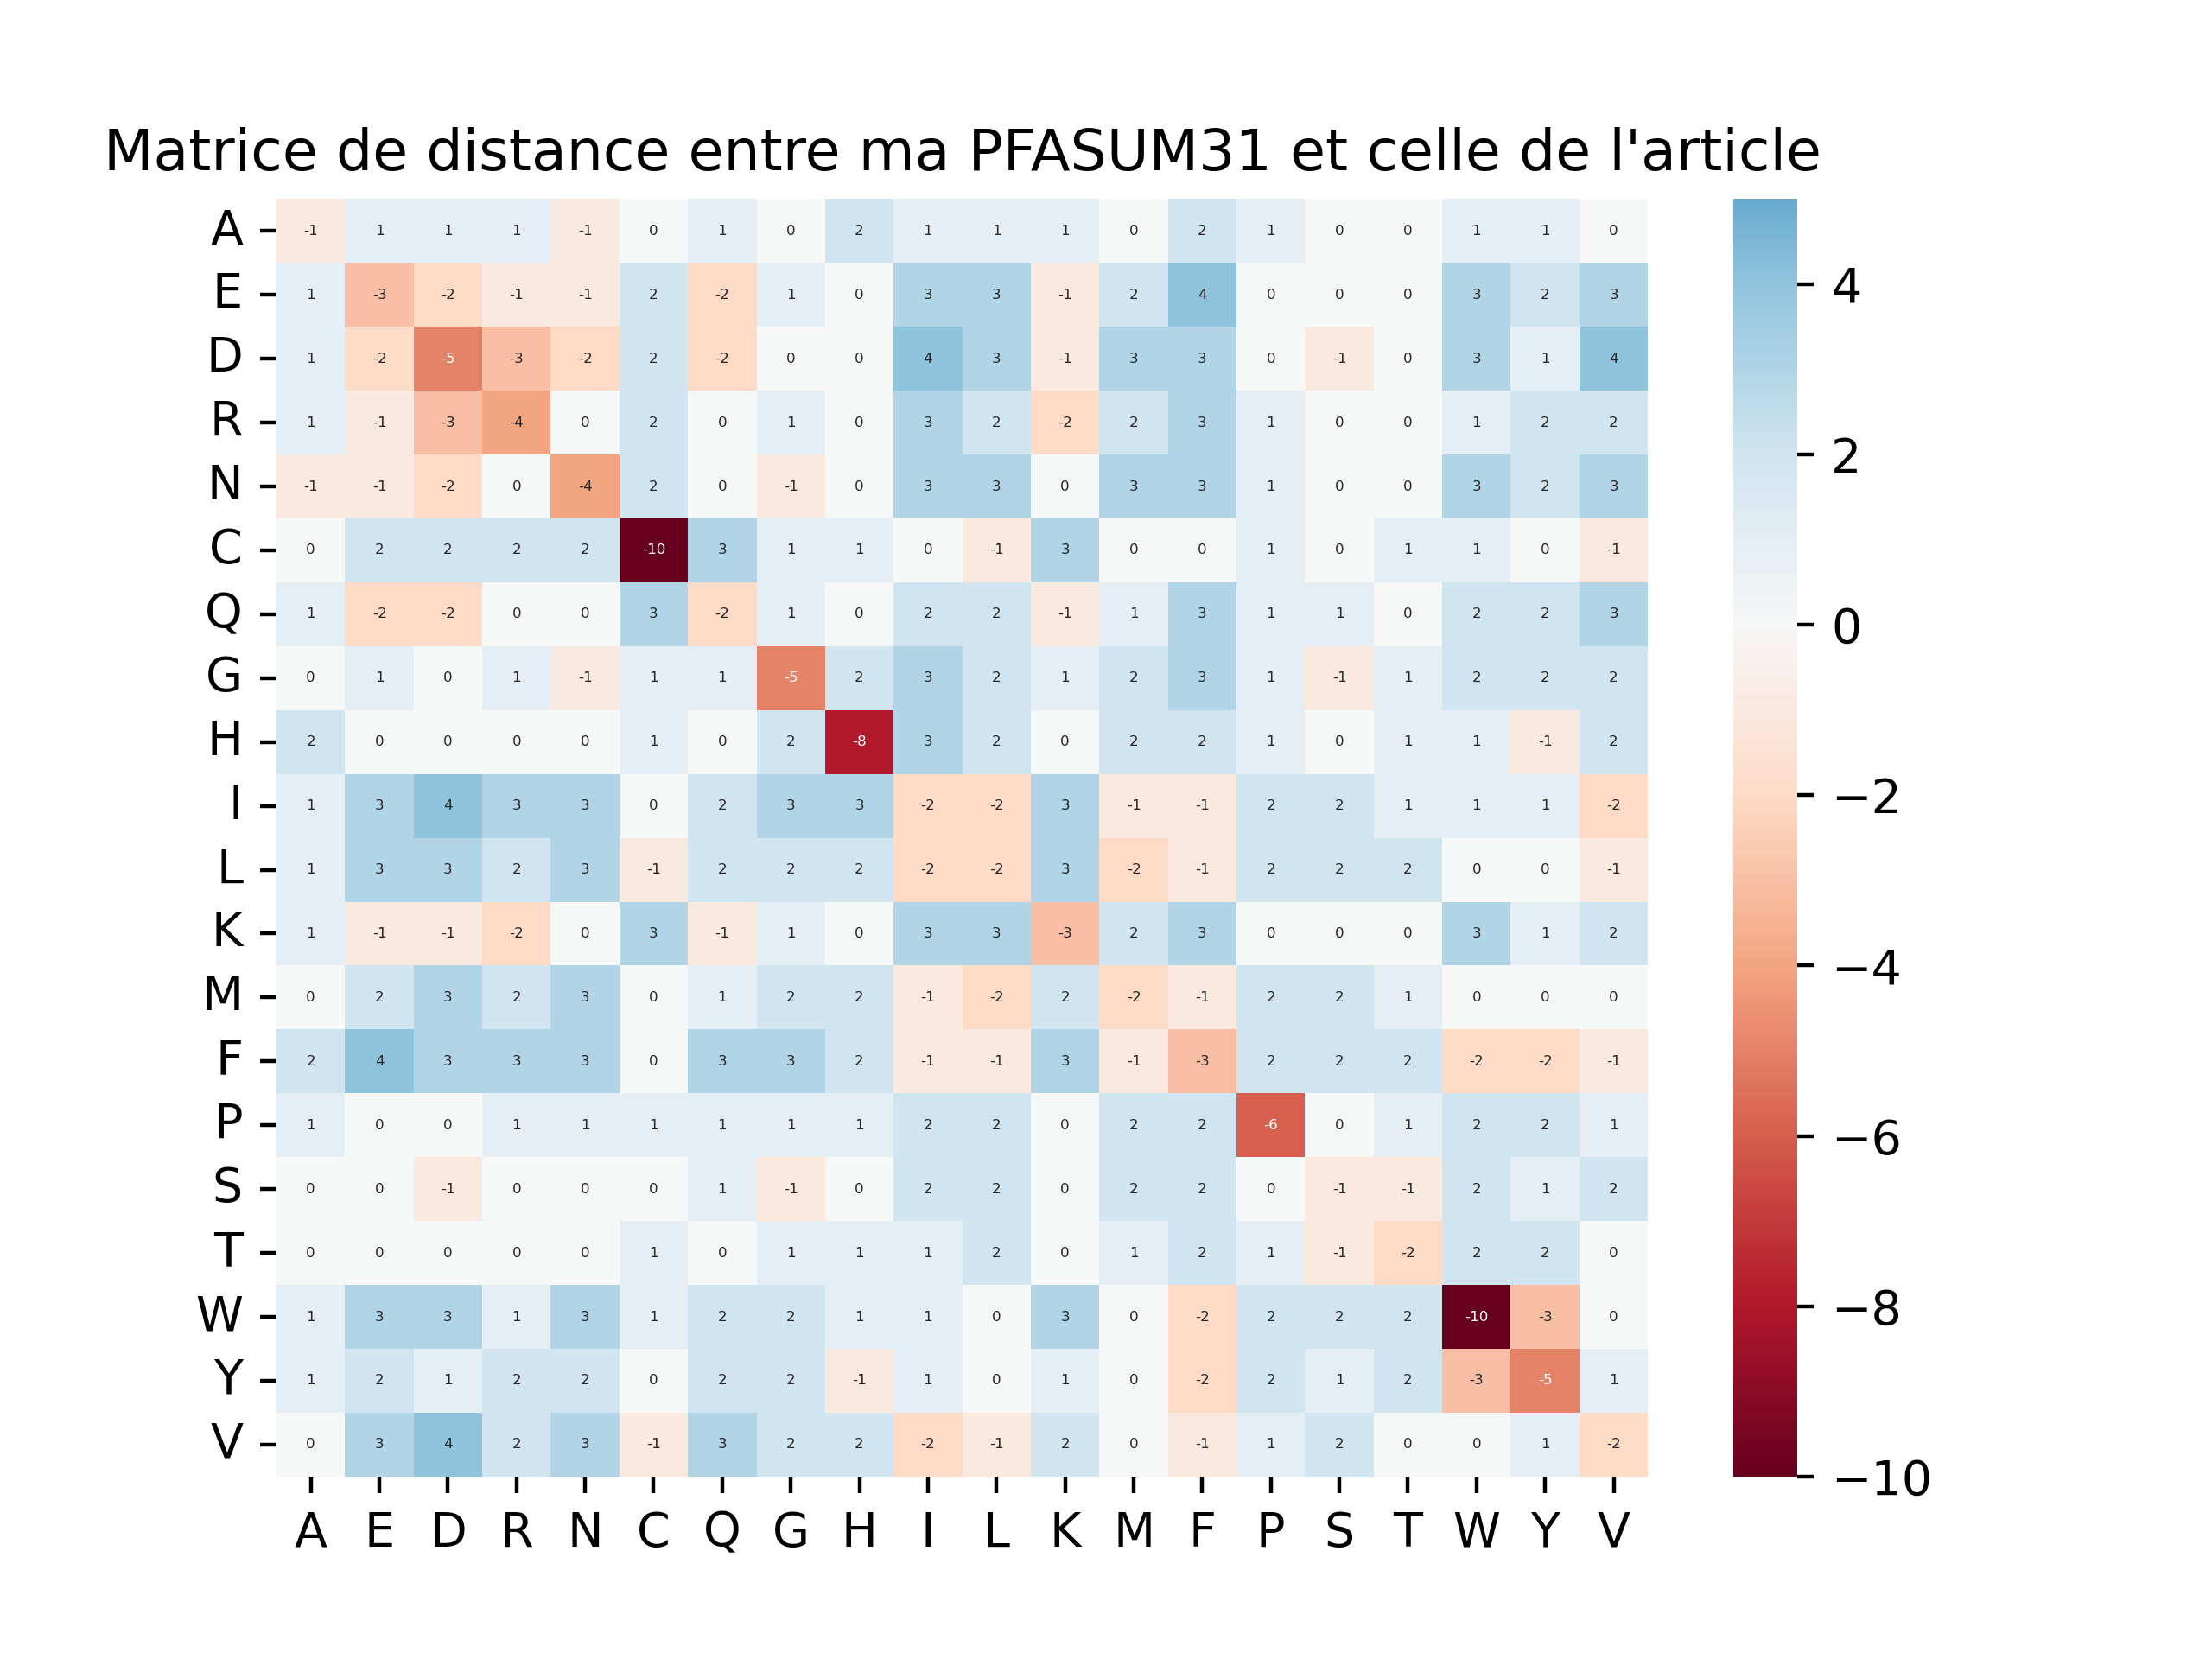 Matrice de distance entre ma PFASUM31 et celle de l'article
A -1 1 1 1 -1 0 1 0 2 1 1 1 0 2 1 0 0 1 1 0
E 1 -3 -2 -1 -1 2 -2 1 0 3 3 -1 2 4 0 0 0 3 2 3
D 1 -2 -5 -3 -2 2 -2 0 0 4 3 -1 3 3 0 -1 0 3 1 4
R 1 -1 -3 -4 0 2 0 1 0 3 2 -2 2 3 1 0 0 1 2 2
N -1 -1 -2 0 -4 2 0 -1 0 3 3 0 3 3 1 0 0 3 2 3
C 0 2 2 2 2 -10 3 1 1 0 -1 3 0 0 1 0 1 1 0 -1
Q 1 -2 -2 0 0 3 -2 1 0 2 2 -1 1 3 1 1 0 2 2 3
G 0 1 0 1 -1 1 1 -5 2 3 2 1 2 3 1 -1 1 2 2 2
H 2 0 0 0 0 1 0 2 -8 3 2 0 2 2 1 0 1 1 -1 2
I 1 3 4 3 3 0 2 3 3 -2 -2 3 -1 -1 2 2 1 1 1 -2
L 1 3 3 2 3 -1 2 2 2 -2 -2 3 -2 -1 2 2 2 0 0 -1
K 1 -1 -1 -2 0 3 -1 1 0 3 3 -3 2 3 0 0 0 3 1 2
M 0 2 3 2 3 0 1 2 2 -1 -2 2 -2 -1 2 2 1 0 0 0
F 2 4 3 3 3 0 3 3 2 -1 -1 3 -1 -3 2 2 2 -2 -2 -1
P 1 0 0 1 1 1 1 1 1 2 2 0 2 2 -6 0 1 2 2 1
S 0 0 -1 0 0 0 1 -1 0 2 2 0 2 2 0 -1 -1 2 1 2
T 0 0 0 0 0 1 0 1 1 1 2 0 1 2 1 -1 -2 2 2 0
W 1 3 3 1 3 1 2 2 1 1 0 3 0 -2 2 2 2 -10 -3 0
Y 1 2 1 2 2 0 2 2 -1 1 0 1 0 -2 2 1 2 -3 -5 1
V 0 3 4 2 3 -1 3 2 2 -2 -1 2 0 -1 1 2 0 0 1 -2
A E D R N C Q G H I L K M F P S T W Y V
4
2
0
−2
−4
−6
−8
−10